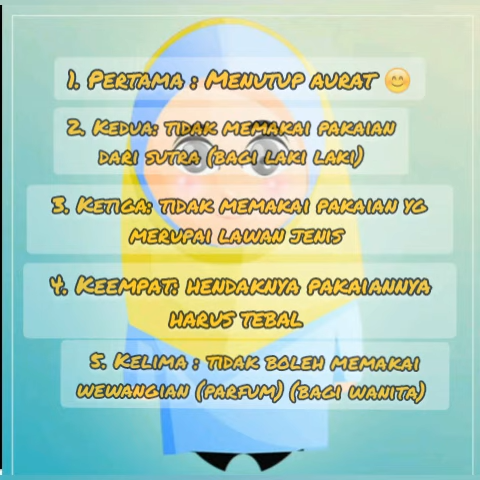 1. Pertama : Menutup aurat 😊
2. Kedua: tidak memakai pakaian
dari sutra (bagi laki laki)
3. Ketiga: tidak memakai pakaian yg
merupai lawan jenis
4. Keempat: hendaknya pakaiannya
harus tebal
5. Kelima : tidak boleh memakai
wewangian (parfum) (bagi wanita)